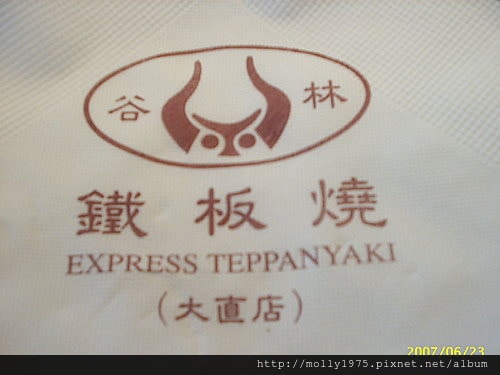 谷 林
鐵板燒
EXPRESS TEPPANYAKI
(大直店)
2007/06/23
http://molly1975.pixnet.net/album